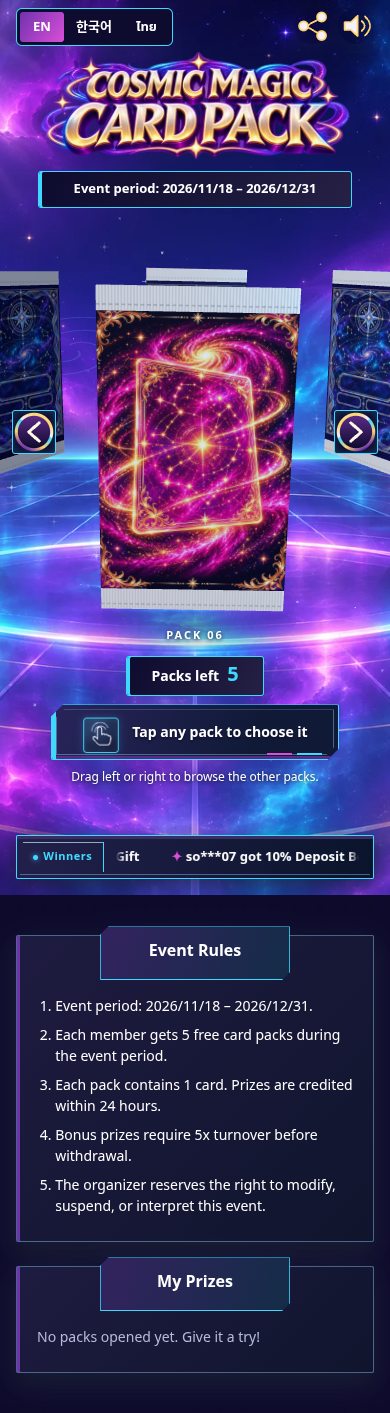 EN 한국어 ไทย
COSMIC MAGIC
CARD PACK
Event period: 2026/11/18 – 2026/12/31
PACK 06
Packs left 5
Tap any pack to choose it
Drag left or right to browse the other packs.
Winners Gift ✦ so***07 got 10% Deposit B
Event Rules
1. Event period: 2026/11/18 – 2026/12/31.
2. Each member gets 5 free card packs during
the event period.
3. Each pack contains 1 card. Prizes are credited
within 24 hours.
4. Bonus prizes require 5x turnover before
withdrawal.
5. The organizer reserves the right to modify,
suspend, or interpret this event.
My Prizes
No packs opened yet. Give it a try!